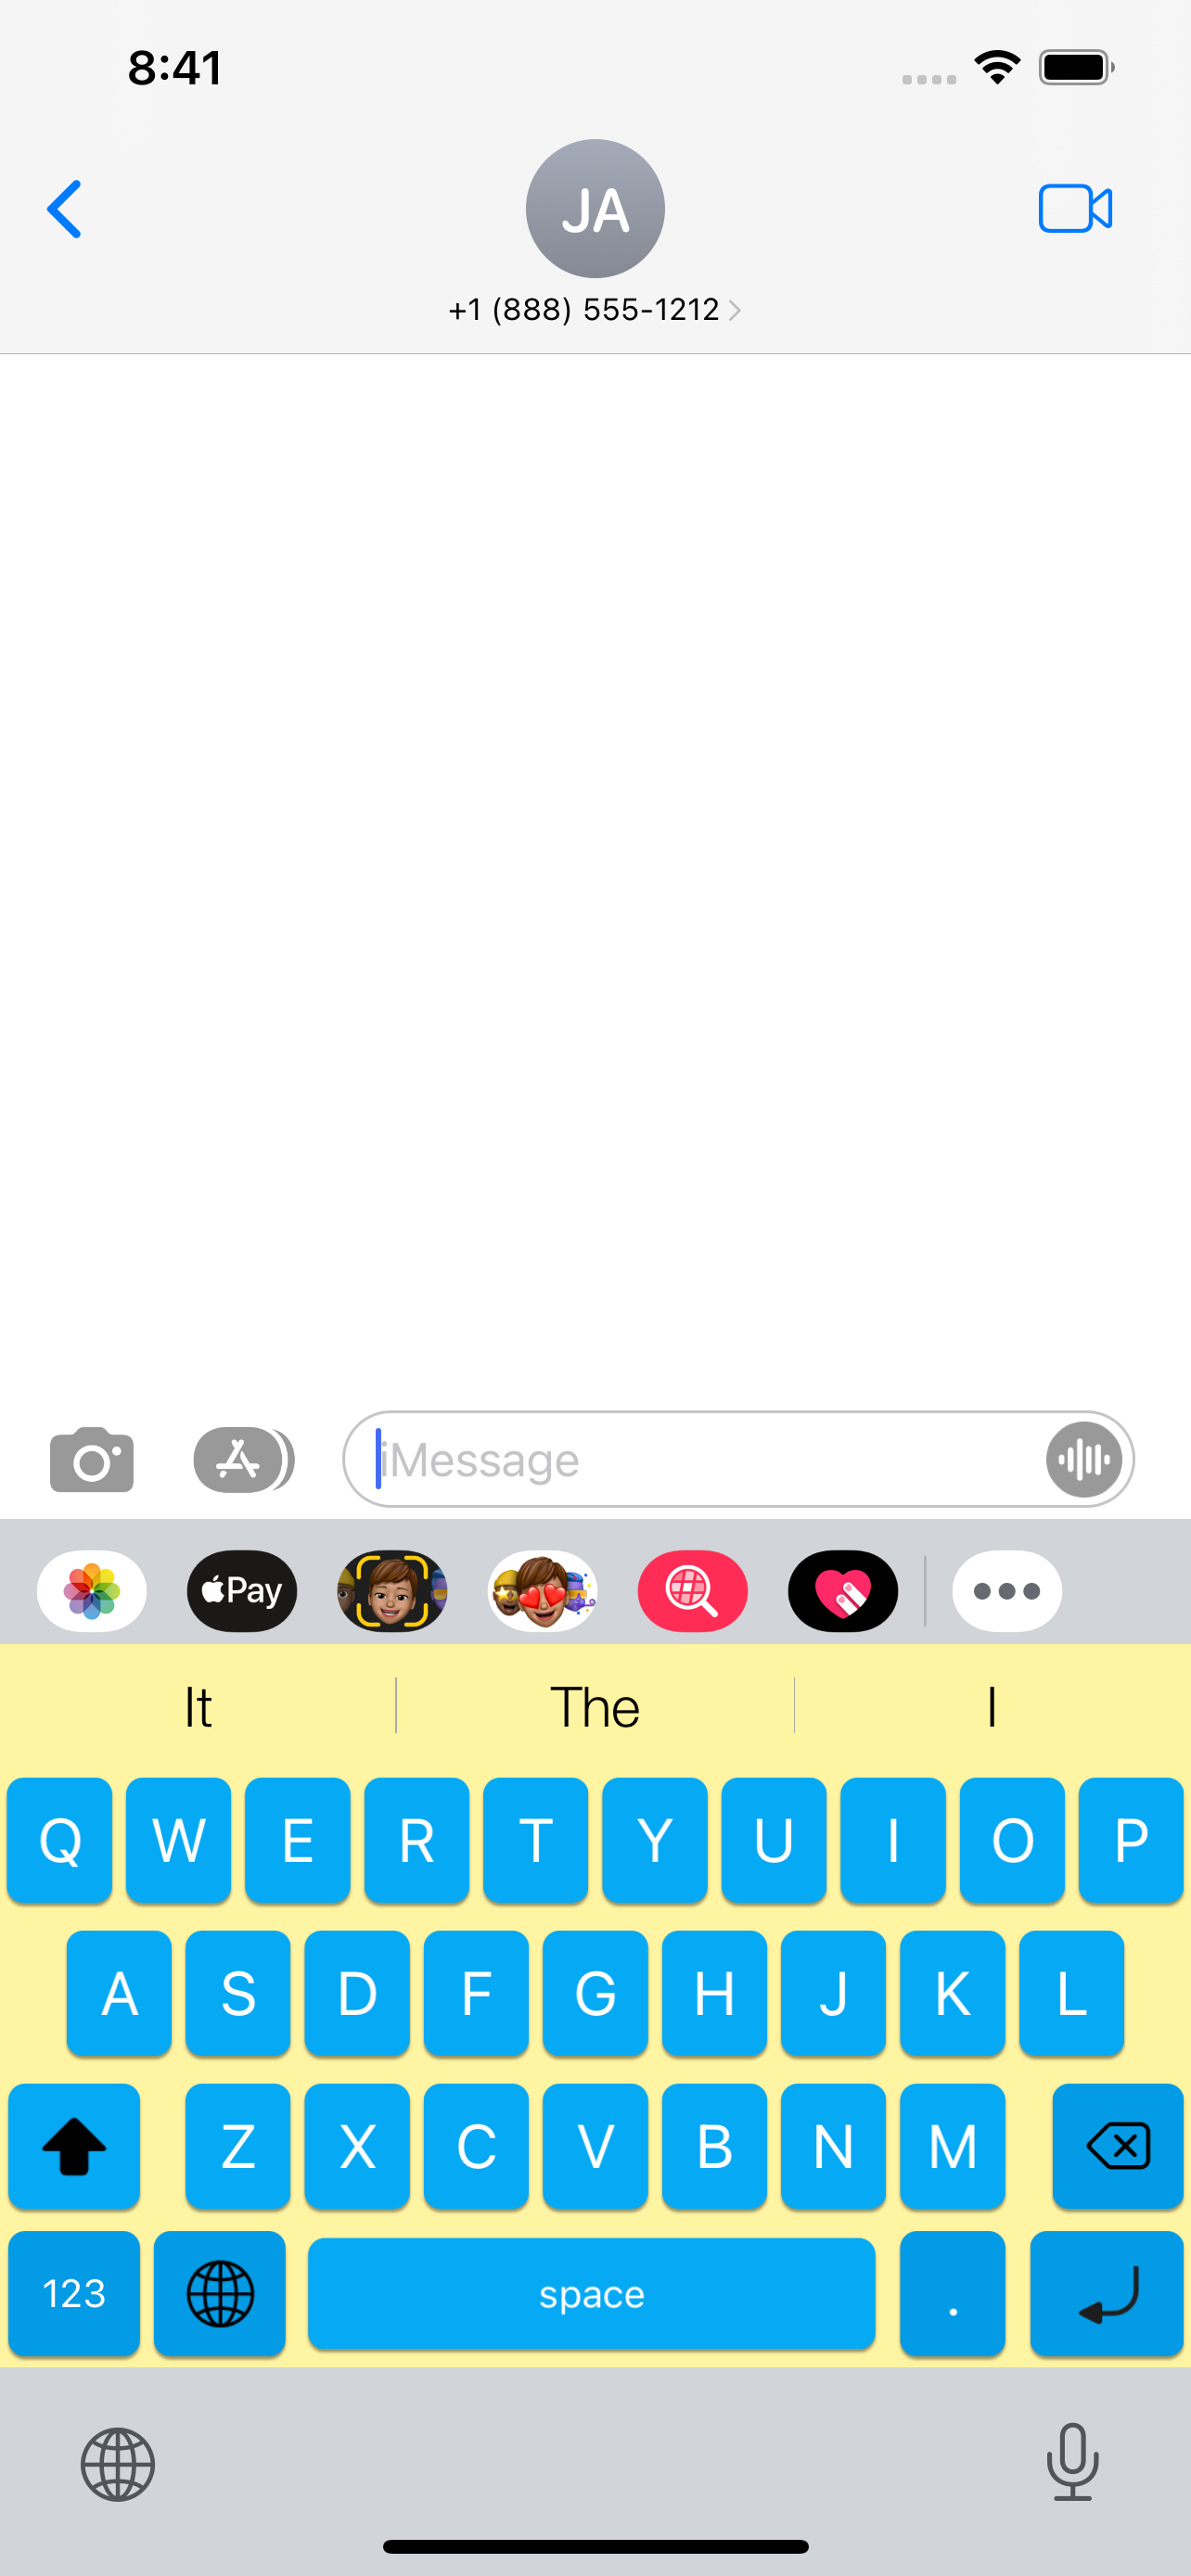 8:41
JA
+1 (888) 555-1212
iMessage
Pay
It The I
Q W E R T Y U I O P
A S D F G H J K L
Z X C V B N M
123 space .